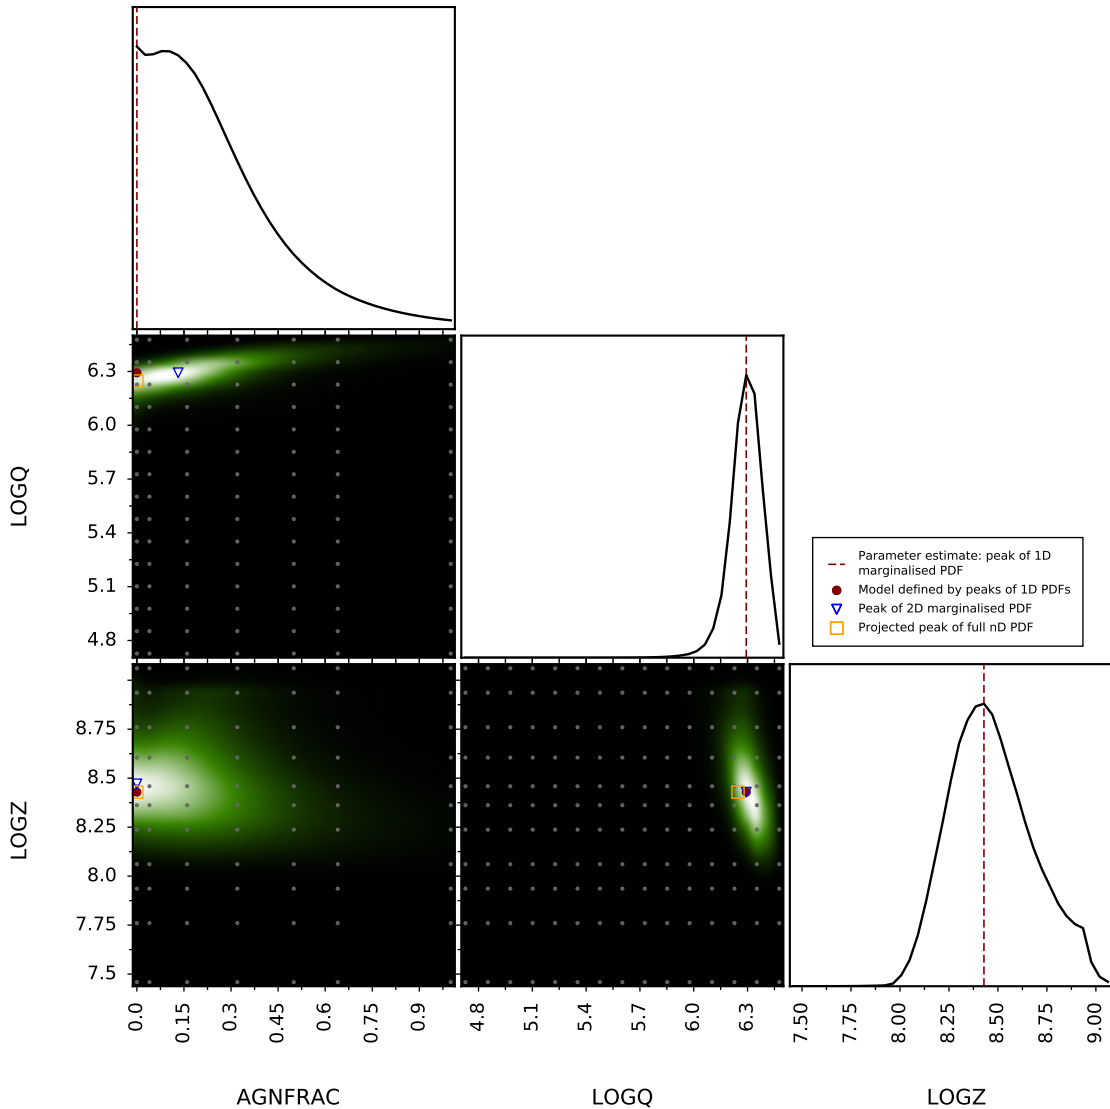 LOGQ
6.3
6.0
5.7
5.4
5.1
4.8
Parameter estimate: peak of 1D
marginalised PDF
Model defined by peaks of 1D PDFs
Peak of 2D marginalised PDF
Projected peak of full nD PDF
LOGZ
8.75
8.5
8.25
8.0
7.75
7.5
0.0 0.15 0.3 0.45 0.6 0.75 0.9
4.8 5.1 5.4 5.7 6.0 6.3
7.50 7.75 8.00 8.25 8.50 8.75 9.00
AGNFRAC LOGQ LOGZ